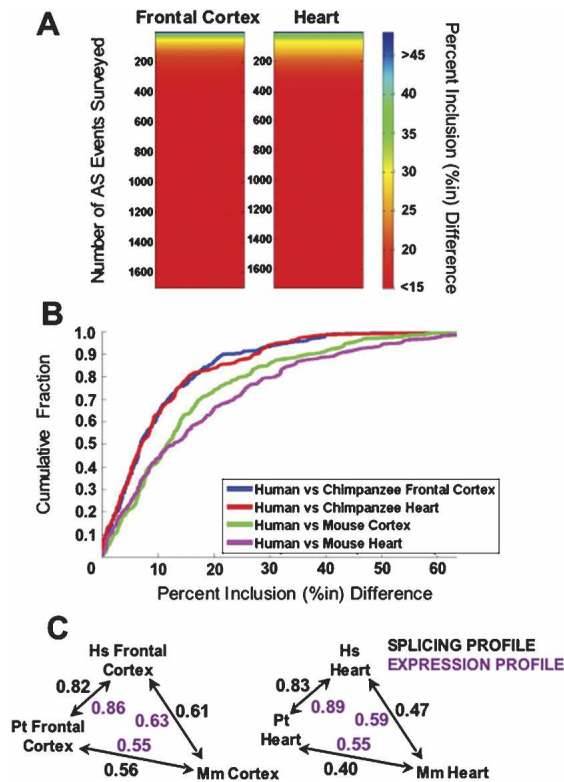 A
Frontal Cortex
Heart
Number of AS Events Surveyed
200
400
600
800
1000
1200
1400
1600
200
400
600
800
1000
1200
1400
1600
>45
40
35
30
25
20
<15
Percent Inclusion (%in) Difference
B
Cumulative Fraction
1.0
0.9
0.8
0.7
0.6
0.5
0.4
0.3
0.2
0.1
0
10
20
30
40
50
60
Human vs Chimpanzee Frontal Cortex
Human vs Chimpanzee Heart
Human vs Mouse Cortex
Human vs Mouse Heart
Percent Inclusion (%in) Difference
C
Hs Frontal
Cortex
0.82
0.86
0.63
0.61
Pt Frontal
Cortex
0.55
0.56
Mm Cortex
Hs
Heart
SPLICING PROFILE
EXPRESSION PROFILE
0.83
0.89
0.59
0.47
Pt
Heart
0.55
0.40
Mm Heart